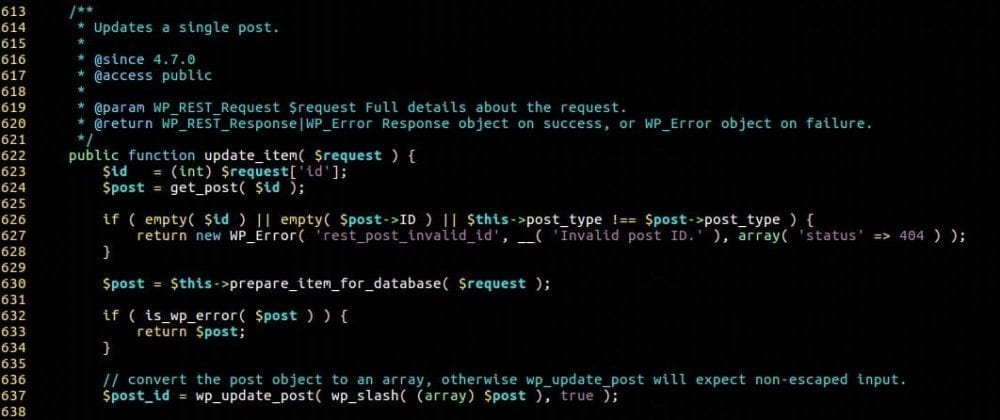 613     /**
614      * Updates a single post.
615      *
616      * @since 4.7.0
617      * @access public
618      *
619      * @param WP_REST_Request $request Full details about the request.
620      * @return WP_REST_Response|WP_Error Response object on success, or WP_Error object on failure.
621      */
622     public function update_item( $request ) {
623         $id   = (int) $request['id'];
624         $post = get_post( $id );
625
626         if ( empty( $id ) || empty( $post->ID ) || $this->post_type !== $post->post_type ) {
627             return new WP_Error( 'rest_post_invalid_id', __( 'Invalid post ID.' ), array( 'status' => 404 ) );
628         }
629
630         $post = $this->prepare_item_for_database( $request );
631
632         if ( is_wp_error( $post ) ) {
633             return $post;
634         }
635
636         // convert the post object to an array, otherwise wp_update_post will expect non-escaped input.
637         $post_id = wp_update_post( wp_slash( (array) $post ), true );
638